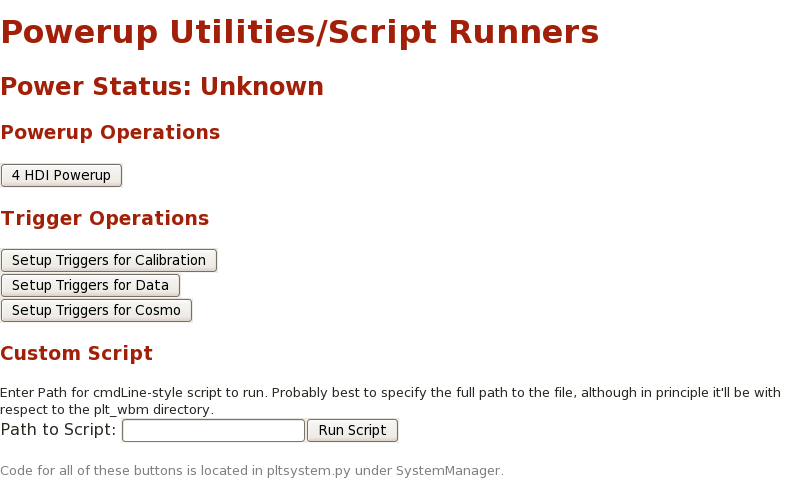 Powerup Utilities/Script Runners
Power Status: Unknown
Powerup Operations
4 HDI Powerup
Trigger Operations
Setup Triggers for Calibration
Setup Triggers for Data
Setup Triggers for Cosmo
Custom Script
Enter Path for cmdLine-style script to run. Probably best to specify the full path to the file, although in principle it'll be with
respect to the plt_wbm directory.
Path to Script: Run Script
Code for all of these buttons is located in pltsystem.py under SystemManager.